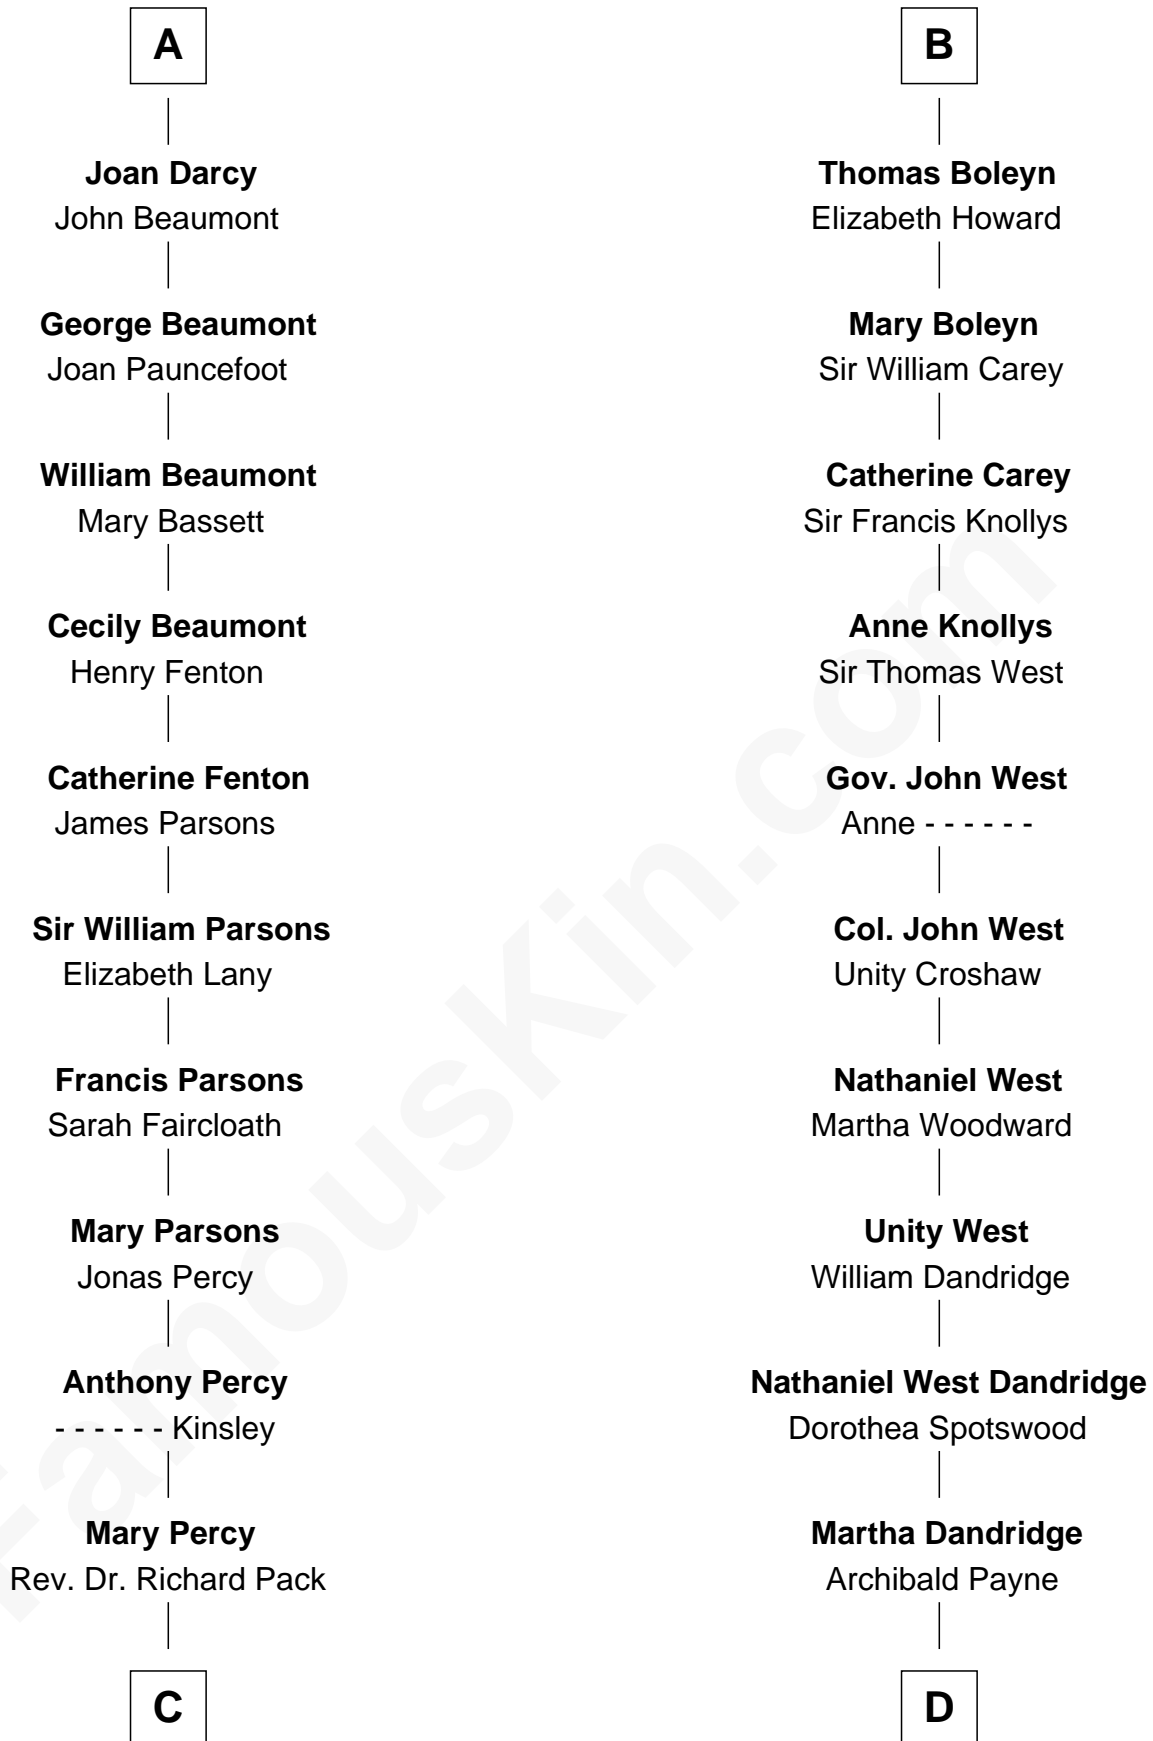 A
Joan Darcy
John Beaumont
George Beaumont
Joan Pauncefoot
William Beaumont
Mary Bassett
Cecily Beaumont
Henry Fenton
Catherine Fenton
James Parsons
Sir William Parsons
Elizabeth Lany
Francis Parsons
Sarah Faircloath
Mary Parsons
Jonas Percy
Anthony Percy
- - - - - - Kinsley
Mary Percy
Rev. Dr. Richard Pack
C
B
Thomas Boleyn
Elizabeth Howard
Mary Boleyn
Sir William Carey
Catherine Carey
Sir Francis Knollys
Anne Knollys
Sir Thomas West
Gov. John West
Anne - - - - - -
Col. John West
Unity Croshaw
Nathaniel West
Martha Woodward
Unity West
William Dandridge
Nathaniel West Dandridge
Dorothea Spotswood
Martha Dandridge
Archibald Payne
D
FamousKin.com